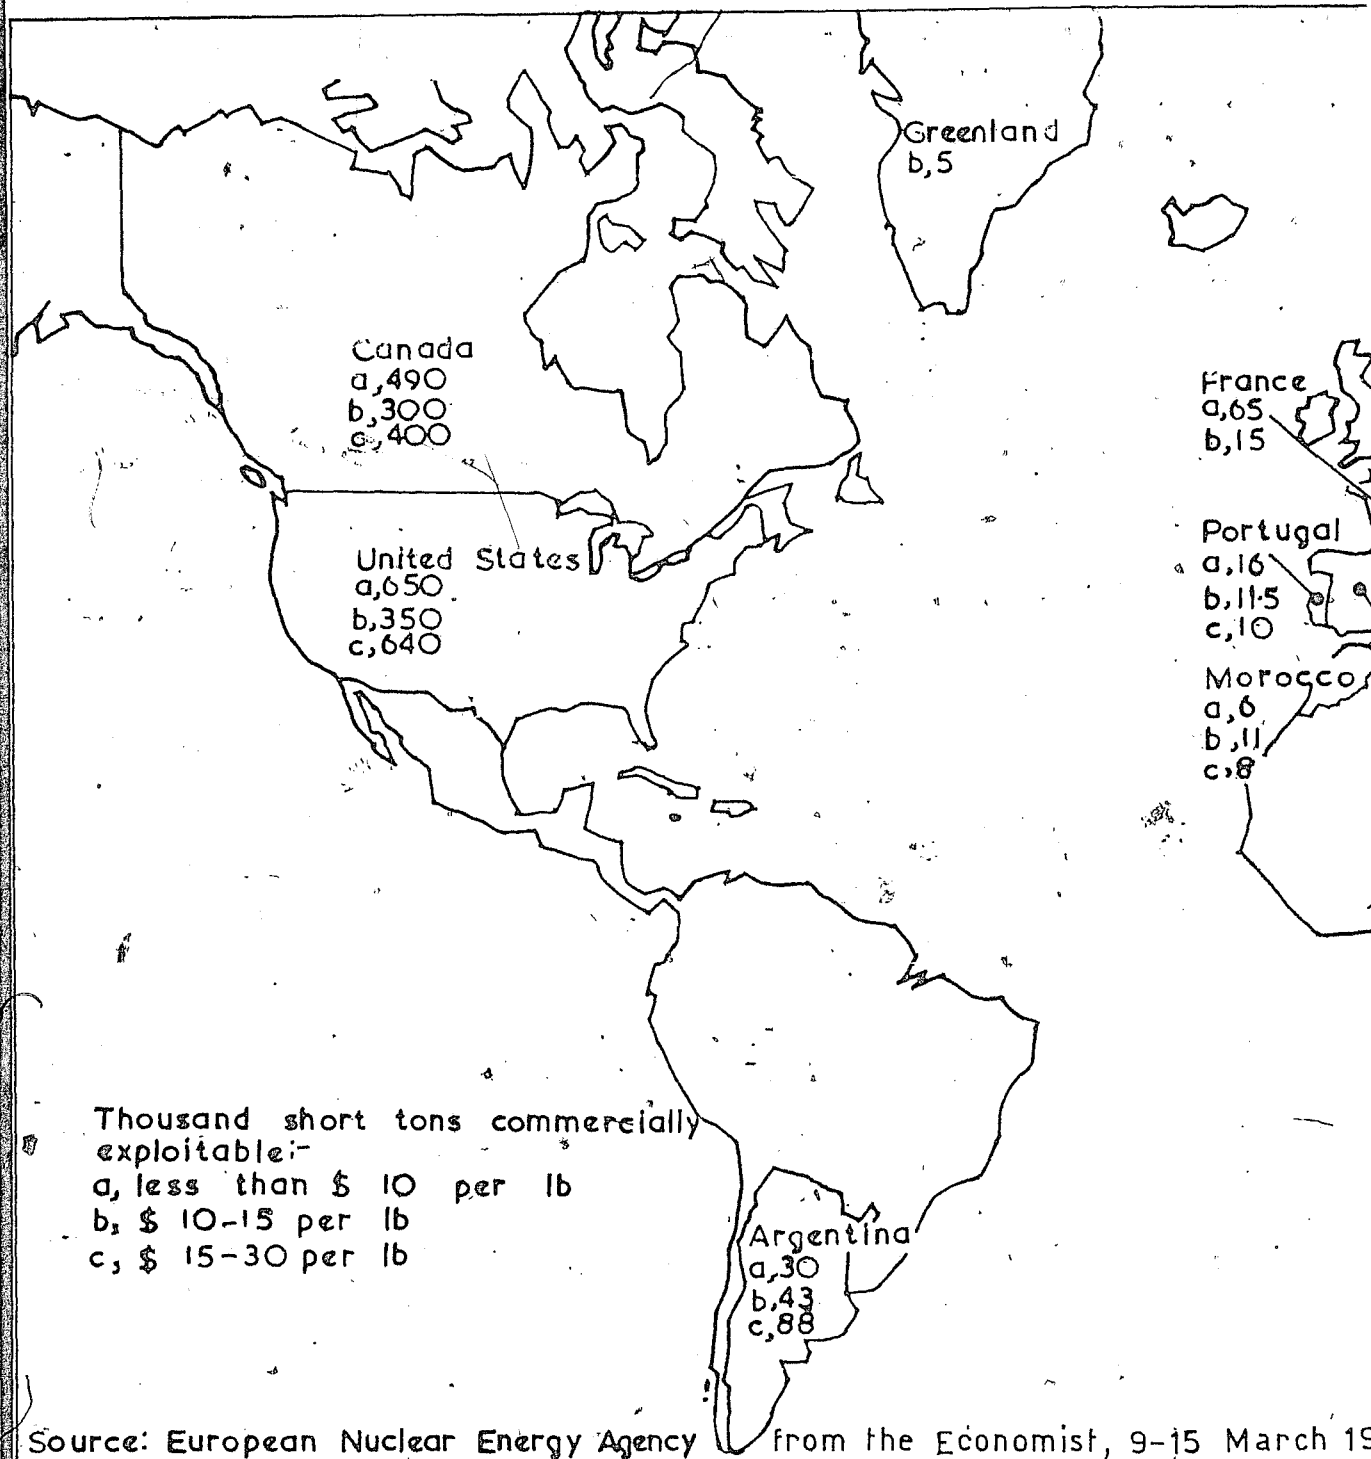 Greenland
b,5
Canada
a,490
b,300
c,400
France
a,65
b,15
United States
a,650
b,350
c,640
Portugal
a,16
b,11·5
c,10
Morocco
a,6
b,11
c,8
Thousand short tons commercially
exploitable:-
a, less than $ 10 per lb
b, $ 10-15 per lb
c, $ 15-30 per lb
Argentina
a,30
b,43
c,88
Source: European Nuclear Energy Agency from the Economist, 9-15 March 19